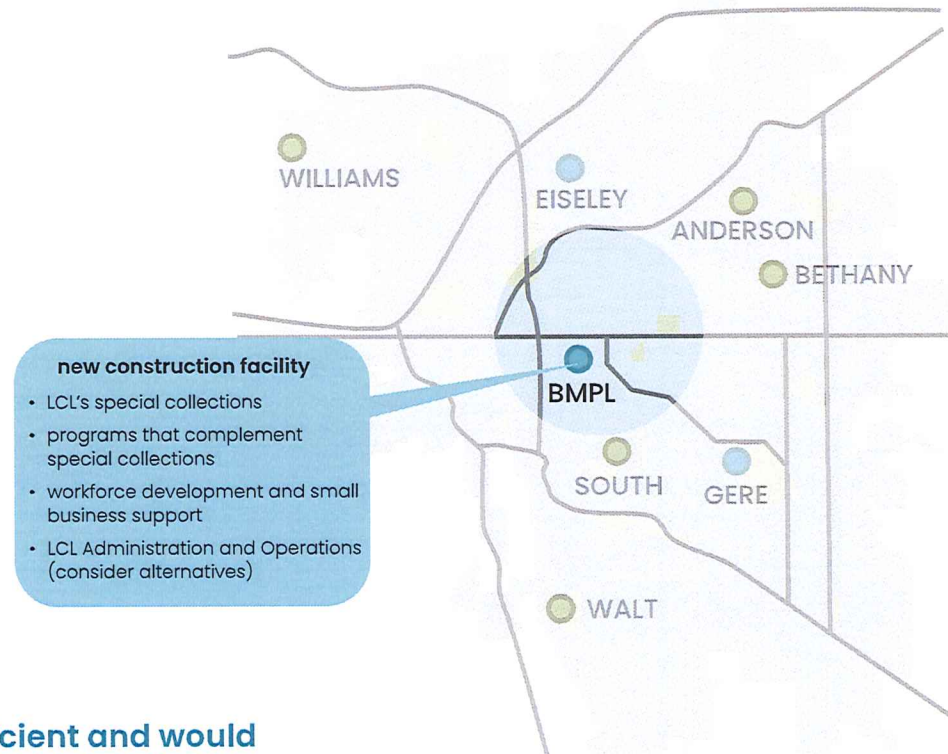 WILLIAMS
EISELEY
ANDERSON
BETHANY
new construction facility
• LCL's special collections
• programs that complement
special collections
• workforce development and small
business support
• LCL Administration and Operations
(consider alternatives)
BMPL
SOUTH
GERE
WALT
cient and would